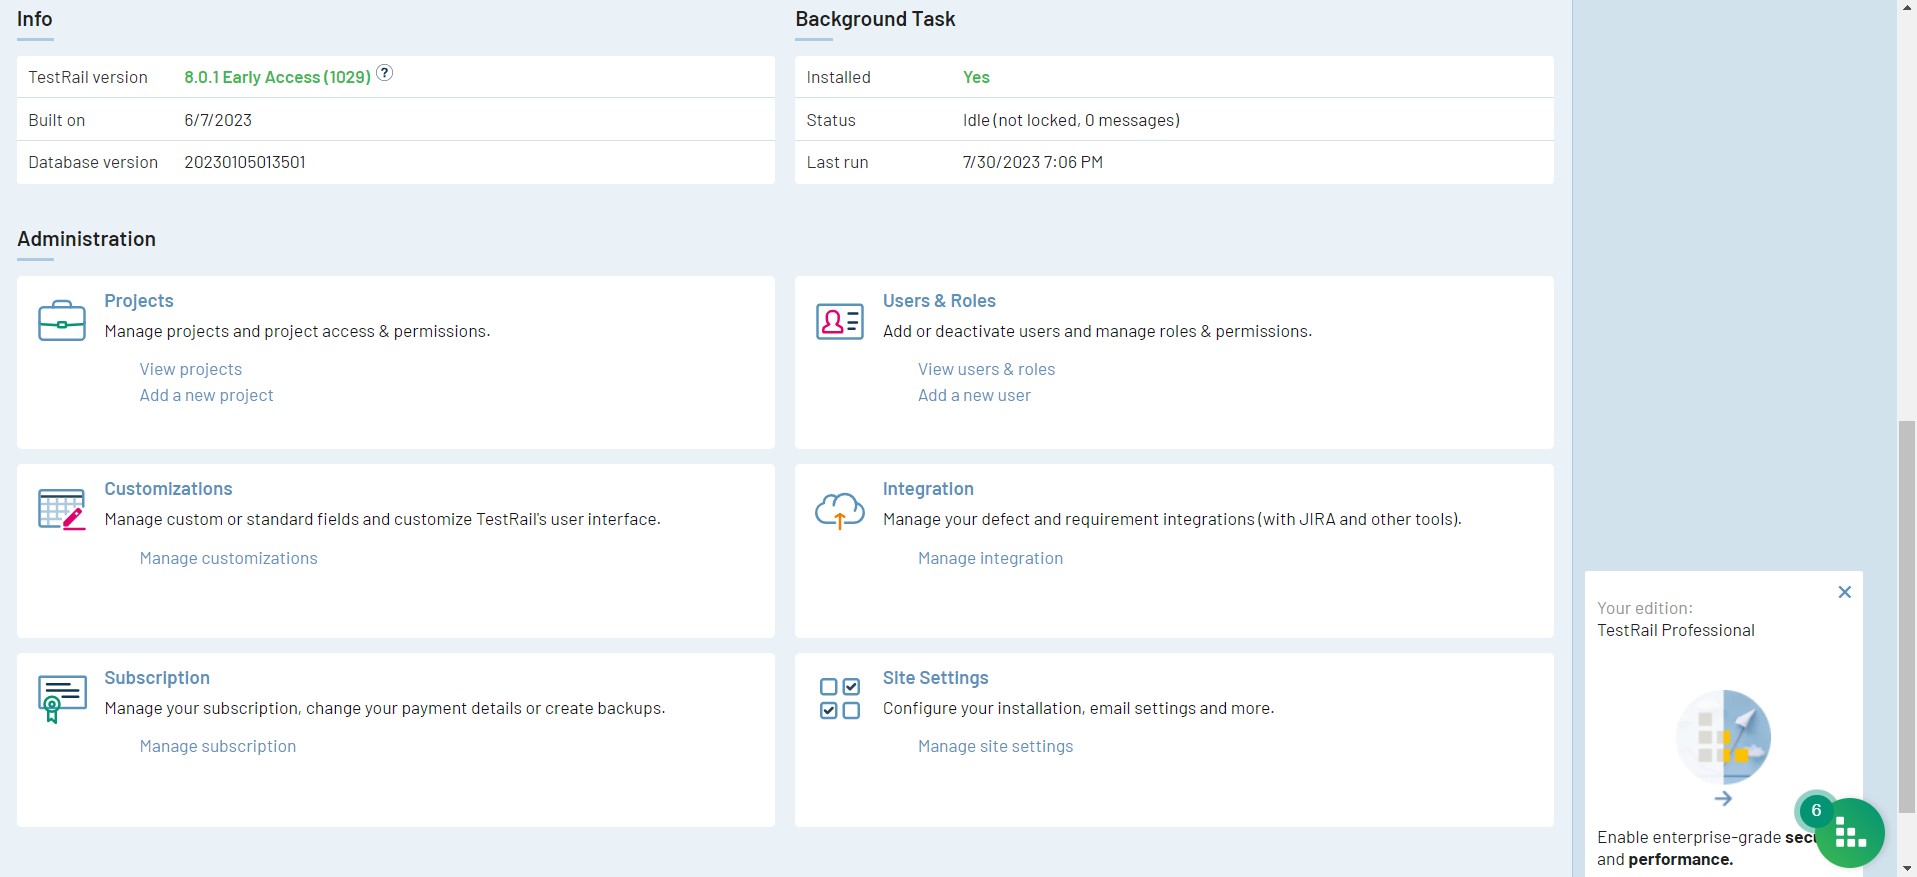 Info
TestRail version 8.0.1 Early Access (1029) ?
Built on 6/7/2023
Database version 20230105013501
Background Task
Installed Yes
Status Idle (not locked, 0 messages)
Last run 7/30/2023 7:06 PM
Administration
Projects
Manage projects and project access & permissions.
View projects
Add a new project
Users & Roles
Add or deactivate users and manage roles & permissions.
View users & roles
Add a new user
Customizations
Manage custom or standard fields and customize TestRail's user interface.
Manage customizations
Integration
Manage your defect and requirement integrations (with JIRA and other tools).
Manage integration
Subscription
Manage your subscription, change your payment details or create backups.
Manage subscription
Site Settings
Configure your installation, email settings and more.
Manage site settings
Your edition:
TestRail Professional
6
Enable enterprise-grade
and performance.